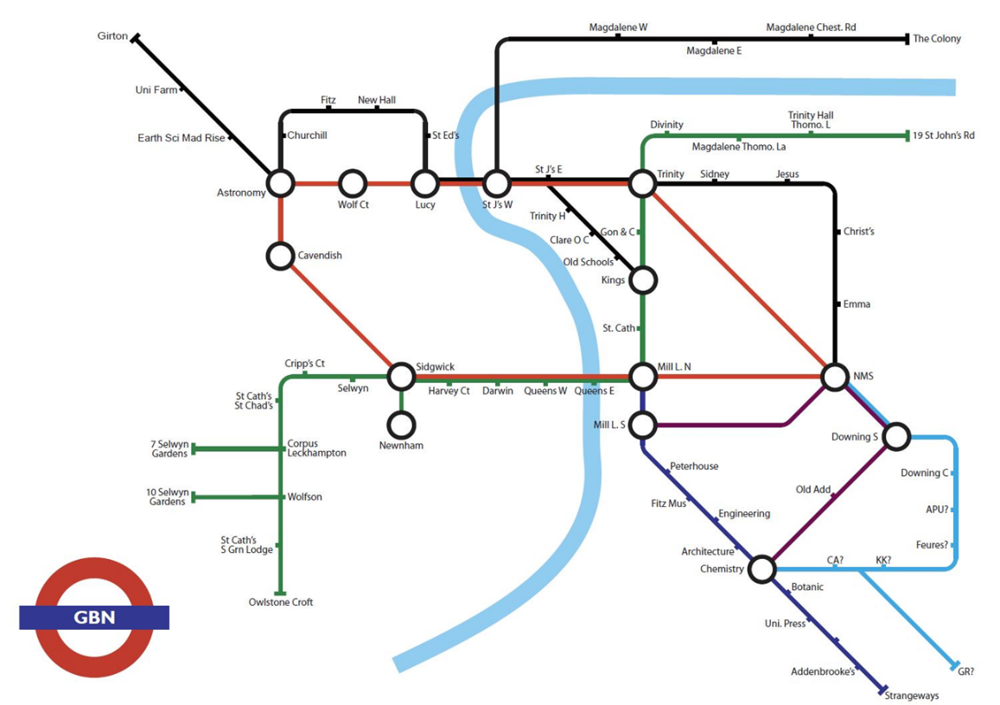 Girton
Magdalene W
Magdalene Chest. Rd
The Colony
Magdalene E
Uni Farm
Fitz
New Hall
Divinity
Trinity Hall
Thomo. L
Earth Sci Mad Rise
Churchill
St Ed's
19 St John's Rd
Magdalene Thomo. La
St J's E
Trinity
Sidney
Jesus
Astronomy
Wolf Ct
Lucy
St J's W
Trinity H
Gon & C
Christ's
Clare O C
Cavendish
Old Schools
Kings
Emma
St. Cath
Cripp's Ct
Sidgwick
Mill L. N
NMS
Selwyn
Harvey Ct
Darwin
Queens W
Queens E
St Cath's
St Chad's
Mill L. S
Newnham
Downing S
7 Selwyn
Gardens
Corpus
Leckhampton
Peterhouse
Downing C
10 Selwyn
Gardens
Wolfson
Fitz Mus
Old Add
Engineering
APU?
St Cath's
S Grn Lodge
Architecture
Feures?
Chemistry
CA?
KK?
Botanic
Owlstone Croft
GBN
Uni. Press
Addenbrooke's
GR?
Strangeways